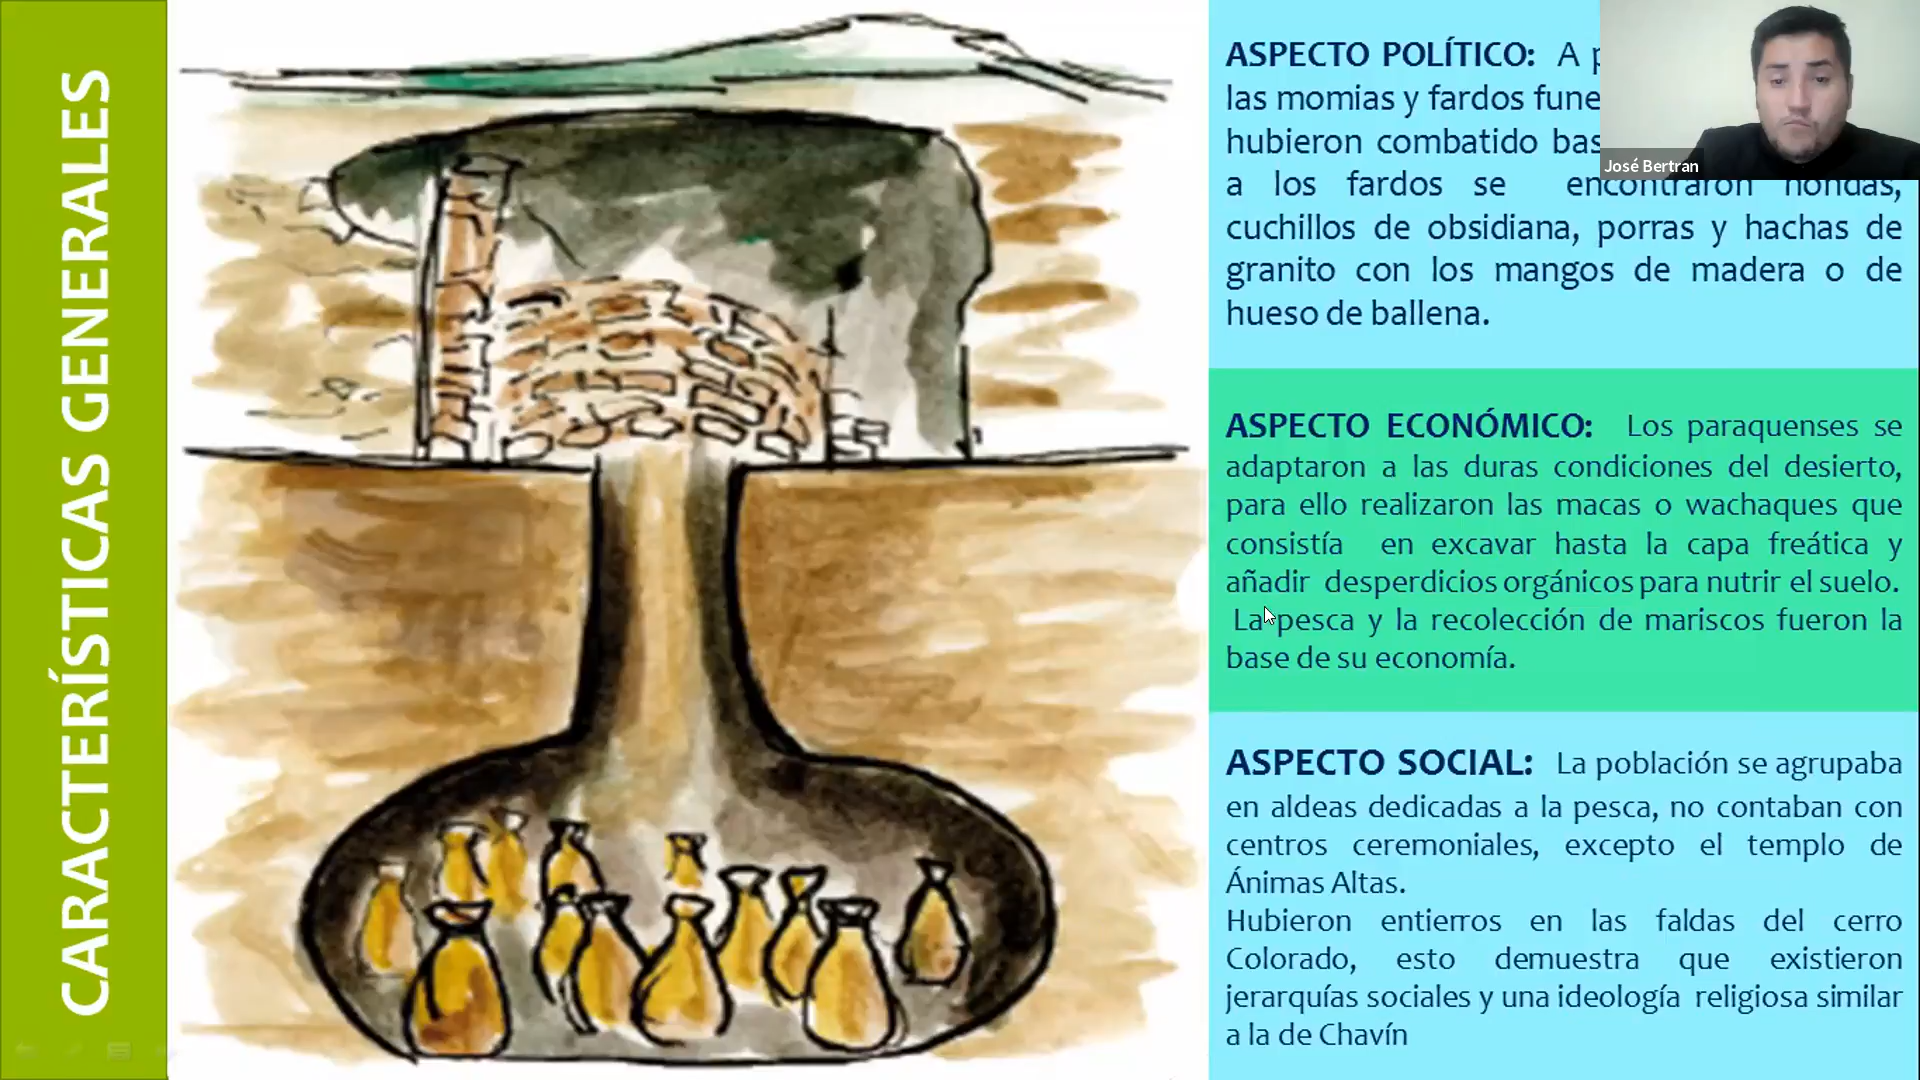 CARACTERÍSTICAS GENERALES
ASPECTO POLÍTICO: A
las momias y fardos
hubieron combatido
a los fardos se encontraron hondas,
cuchillos de obsidiana, porras y hachas de
granito con los mangos de madera o de
hueso de ballena.
José Bertran
ASPECTO ECONÓMICO: Los paraquenses se
adaptaron a las duras condiciones del desierto,
para ello realizaron las macas o wachaques que
consistía en excavar hasta la capa freática y
añadir desperdicios orgánicos para nutrir el suelo.
La pesca y la recolección de mariscos fueron la
base de su economía.
ASPECTO SOCIAL: La población se agrupaba
en aldeas dedicadas a la pesca, no contaban con
centros ceremoniales, excepto el templo de
Ánimas Altas.
Hubieron entierros en las faldas del cerro
Colorado, esto demuestra que existieron
jerarquías sociales y una ideología religiosa similar
a la de Chavín